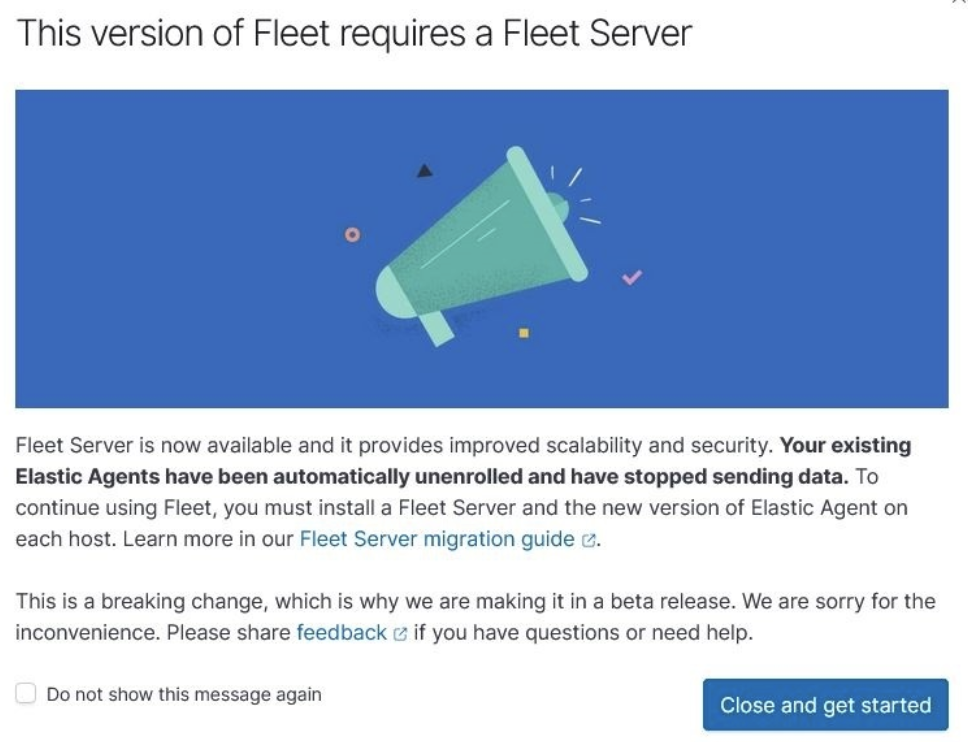 This version of Fleet requires a Fleet Server
Fleet Server is now available and it provides improved scalability and security. Your existing
Elastic Agents have been automatically unenrolled and have stopped sending data. To
continue using Fleet, you must install a Fleet Server and the new version of Elastic Agent on
each host. Learn more in our Fleet Server migration guide.
This is a breaking change, which is why we are making it in a beta release. We are sorry for the
inconvenience. Please share feedback if you have questions or need help.
Do not show this message again
Close and get started